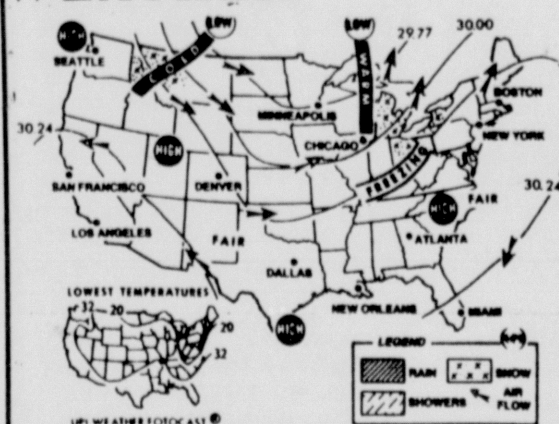 LOW
LOW
HIGH
SEATTLE
COLD
WARM
29.77
30.00
BOSTON
MINNEAPOLIS
CHICAGO
NEW YORK
30.24
HIGH
FREEZING
30.24
SAN FRANCISCO
DENVER
HIGH
FAIR
LOS ANGELES
FAIR
ATLANTA
DALLAS
LOWEST TEMPERATURES
NEW ORLEANS
MIAMI
HIGH
32
20
20
32
LEGEND
RAIN
SNOW
SHOWERS
AIR
FLOW
UPI WEATHER FOTOCAST